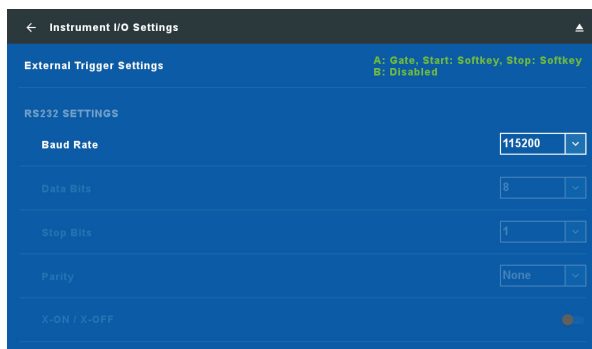 Instrument I/O Settings
External Trigger Settings
A: Gate, Start: Softkey, Stop: Softkey
B: Disabled
RS232 SETTINGS
Baud Rate
115200
Data Bits
8
Stop Bits
1
Parity
None
X-ON / X-OFF